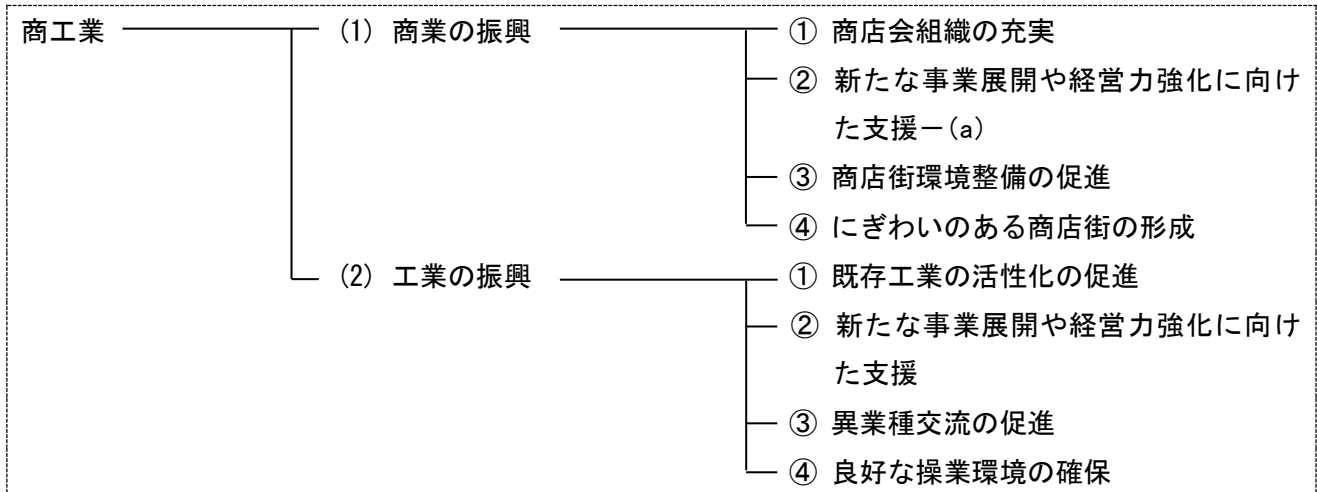 商工業 (1) 商業の振興 ① 商店会組織の充実
② 新たな事業展開や経営力強化に向け
た支援－(a)
③ 商店街環境整備の促進
④ にぎわいのある商店街の形成
(2) 工業の振興 ① 既存工業の活性化の促進
② 新たな事業展開や経営力強化に向け
た支援
③ 異業種交流の促進
④ 良好な操業環境の確保